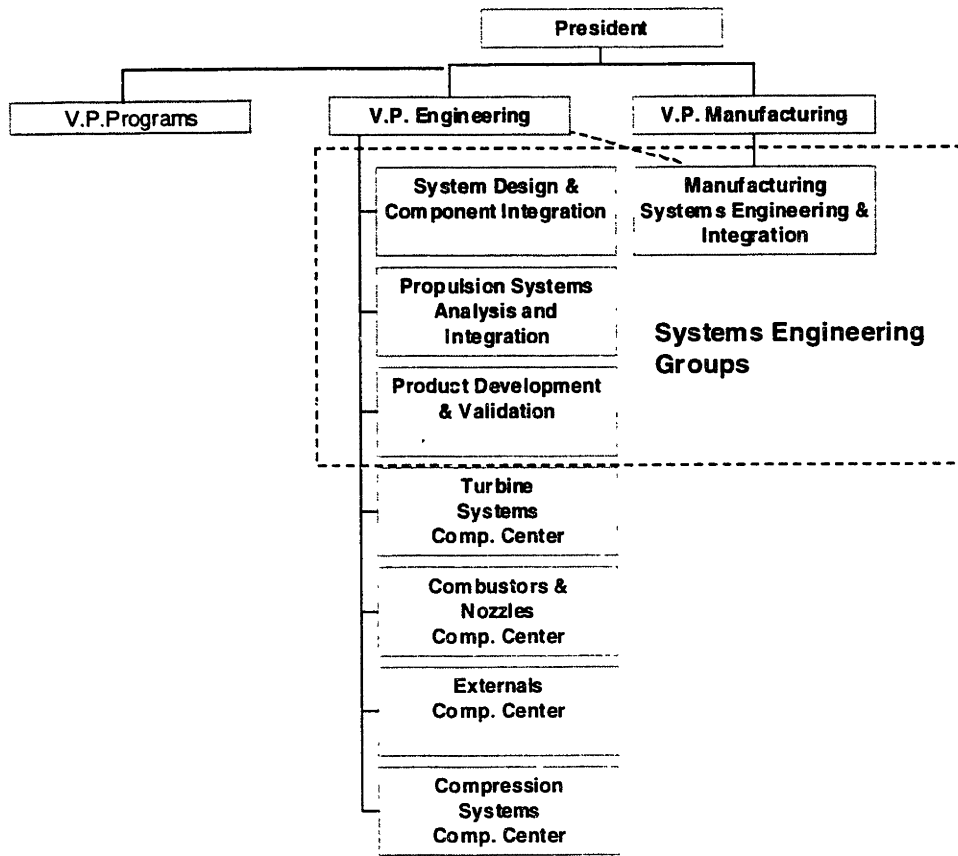 President
V.P.Programs
V.P. Engineering
V.P. Manufacturing
System Design &
Component Integration
Manufacturing
Systems Engineering &
Integration
Propulsion Systems
Analysis and
Integration
Systems Engineering
Groups
Product Development
& Validation
Turbine
Systems
Comp. Center
Combustors &
Nozzles
Comp. Center
Externals
Comp. Center
Compression
Systems
Comp. Center